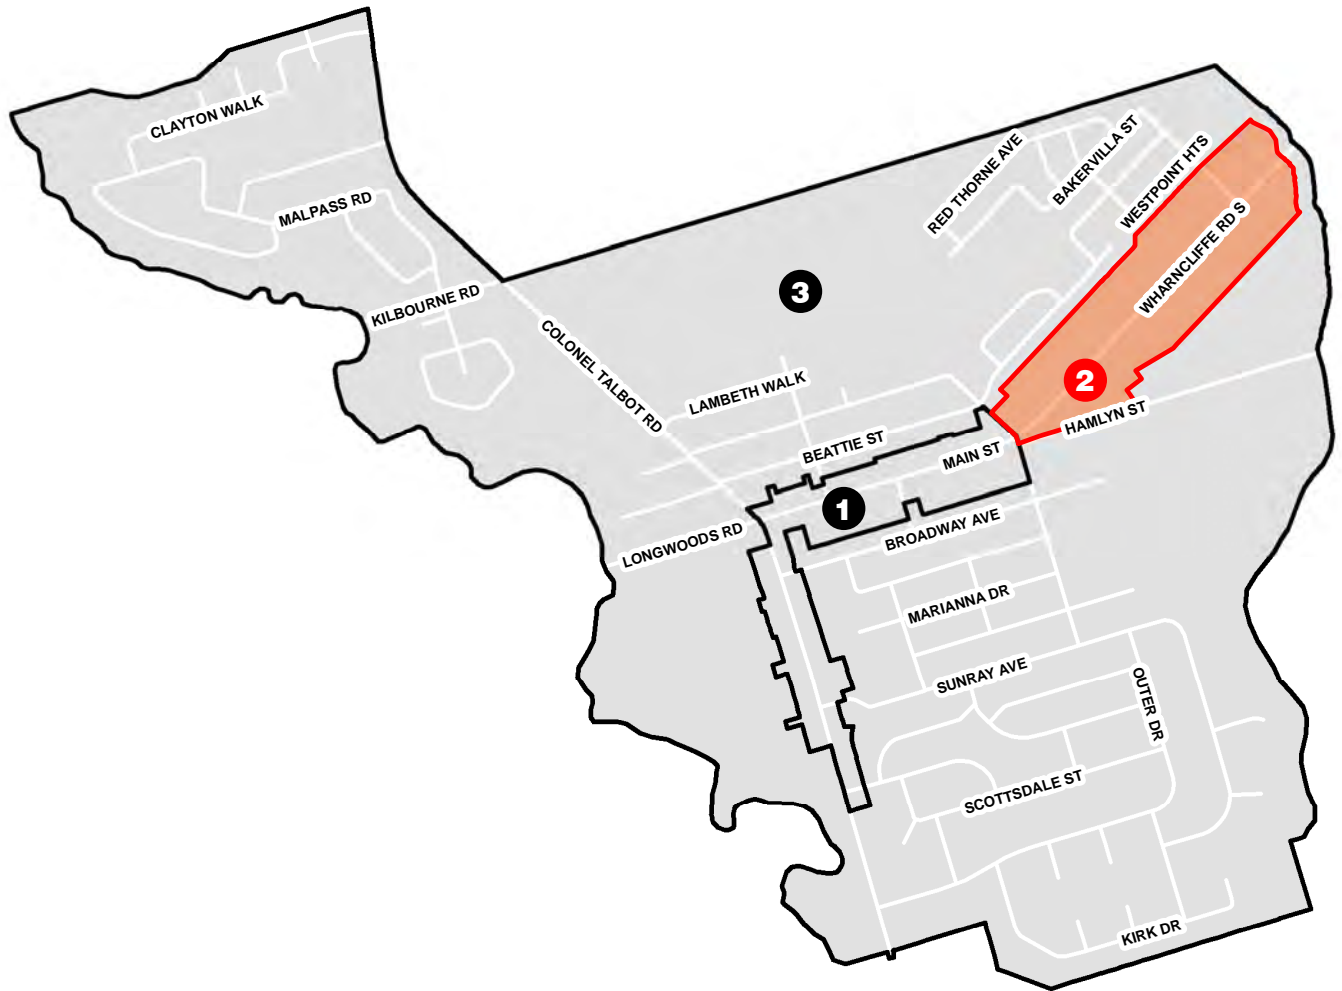 CLAYTON WALK
MALPASS RD
KILBOURNE RD
COLONEL TALBOT RD
RED THORNE AVE
BAKERVILLA ST
WESTPOINT HTS
WHARNCLIFFE RD S
3
2
LAMBETH WALK
HAMLYN ST
BEATTIE ST
MAIN ST
1
LONGWOODS RD
BROADWAY AVE
MARIANNA DR
SUNRAY AVE
OUTER DR
SCOTTSDALE ST
KIRK DR